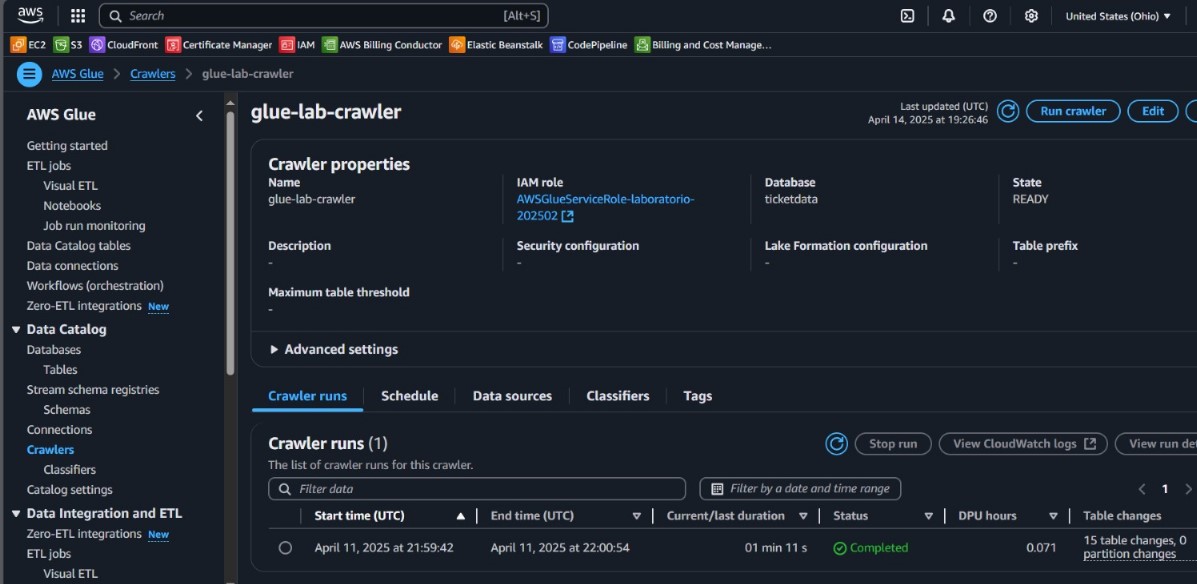 aws
Search [Alt+S]
United States (Ohio)
EC2 S3 CloudFront Certificate Manager IAM AWS Billing Conductor Elastic Beanstalk CodePipeline Billing and Cost Manage...
AWS Glue > Crawlers > glue-lab-crawler
AWS Glue
Getting started
ETL jobs
Visual ETL
Notebooks
Job run monitoring
Data Catalog tables
Data connections
Workflows (orchestration)
Zero-ETL integrations New
Data Catalog
Databases
Tables
Stream schema registries
Schemas
Connections
Crawlers
Classifiers
Catalog settings
Data Integration and ETL
Zero-ETL integrations New
ETL jobs
Visual ETL
glue-lab-crawler
Last updated (UTC)
April 14, 2025 at 19:26:46
Run crawler
Edit
Crawler properties
Name
glue-lab-crawler
IAM role
AWSGlueServiceRole-laboratorio-
202502
Database
ticketdata
State
READY
Description
-
Security configuration
-
Lake Formation configuration
-
Table prefix
-
Maximum table threshold
-
Advanced settings
Crawler runs Schedule Data sources Classifiers Tags
Crawler runs (1)
The list of crawler runs for this crawler.
Stop run
View CloudWatch logs
View run det
Filter data
Filter by a date and time range
1
Start time (UTC) End time (UTC) Current/last duration Status DPU hours Table changes
April 11, 2025 at 21:59:42 April 11, 2025 at 22:00:54 01 min 11 s Completed 0.071 15 table changes, 0
partition changes